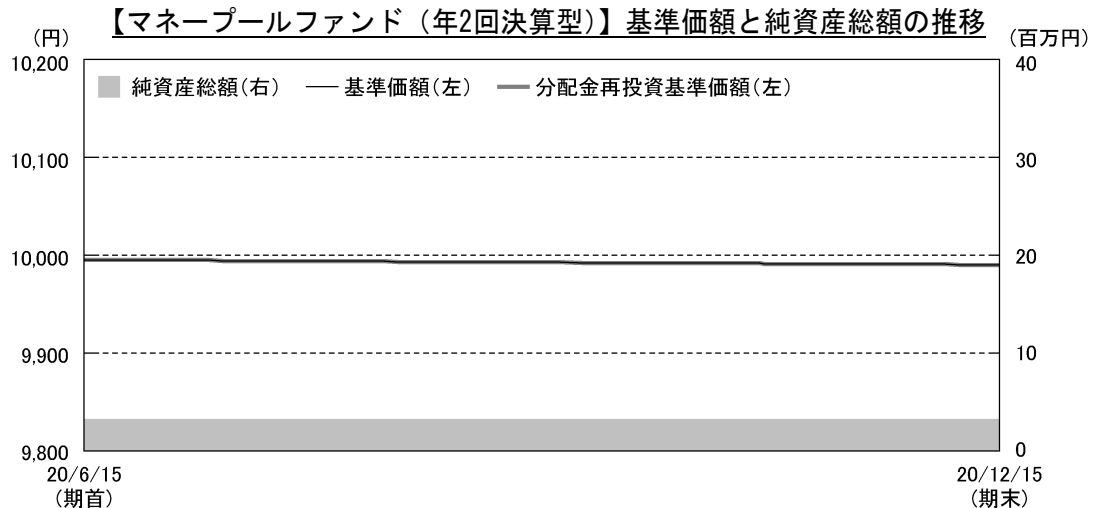 【マネープールファンド（年2回決算型）】基準価額と純資産総額の推移
（円）
（百万円）
純資産総額（右） 基準価額（左） 分配金再投資基準価額（左）
10,200 40
10,100 30
10,000 20
9,900 10
9,800 0
20/6/15 20/12/15
（期首） （期末）